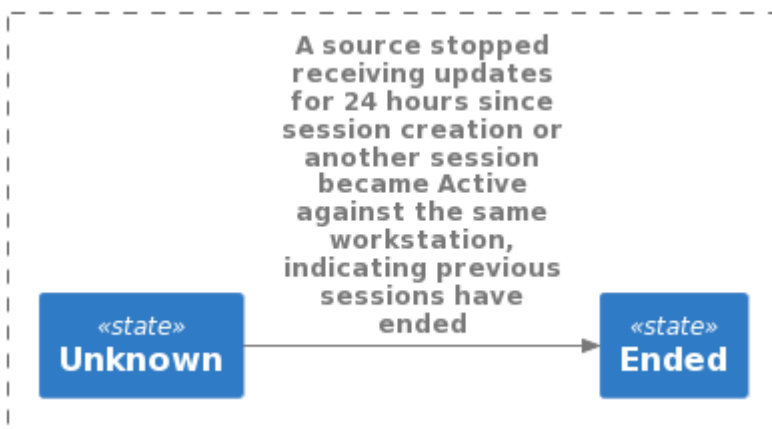 A source stopped
receiving updates
for 24 hours since
session creation or
another session
became Active
against the same
workstation,
indicating previous
sessions have
ended
«state»
Unknown
«state»
Ended